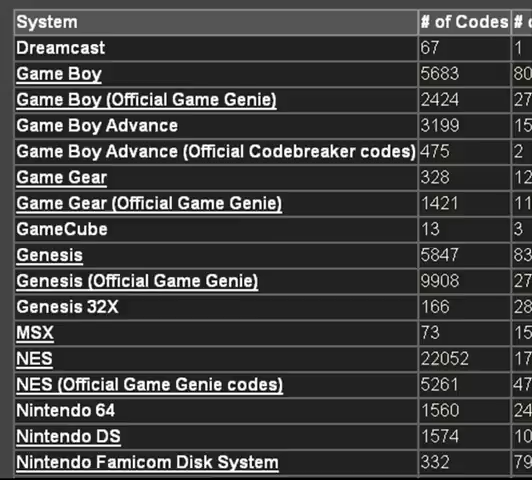 System # of Codes #
Dreamcast 67 1
Game Boy 5683 80
Game Boy (Official Game Genie) 2424 27
Game Boy Advance 3199 15
Game Boy Advance (Official Codebreaker codes) 475 2
Game Gear 328 12
Game Gear (Official Game Genie) 1421 11
GameCube 13 3
Genesis 5847 83
Genesis (Official Game Genie) 9908 27
Genesis 32X 166 28
MSX 73 15
NES 22052 17
NES (Official Game Genie codes) 5261 47
Nintendo 64 1560 24
Nintendo DS 1574 10
Nintendo Famicom Disk System 332 79